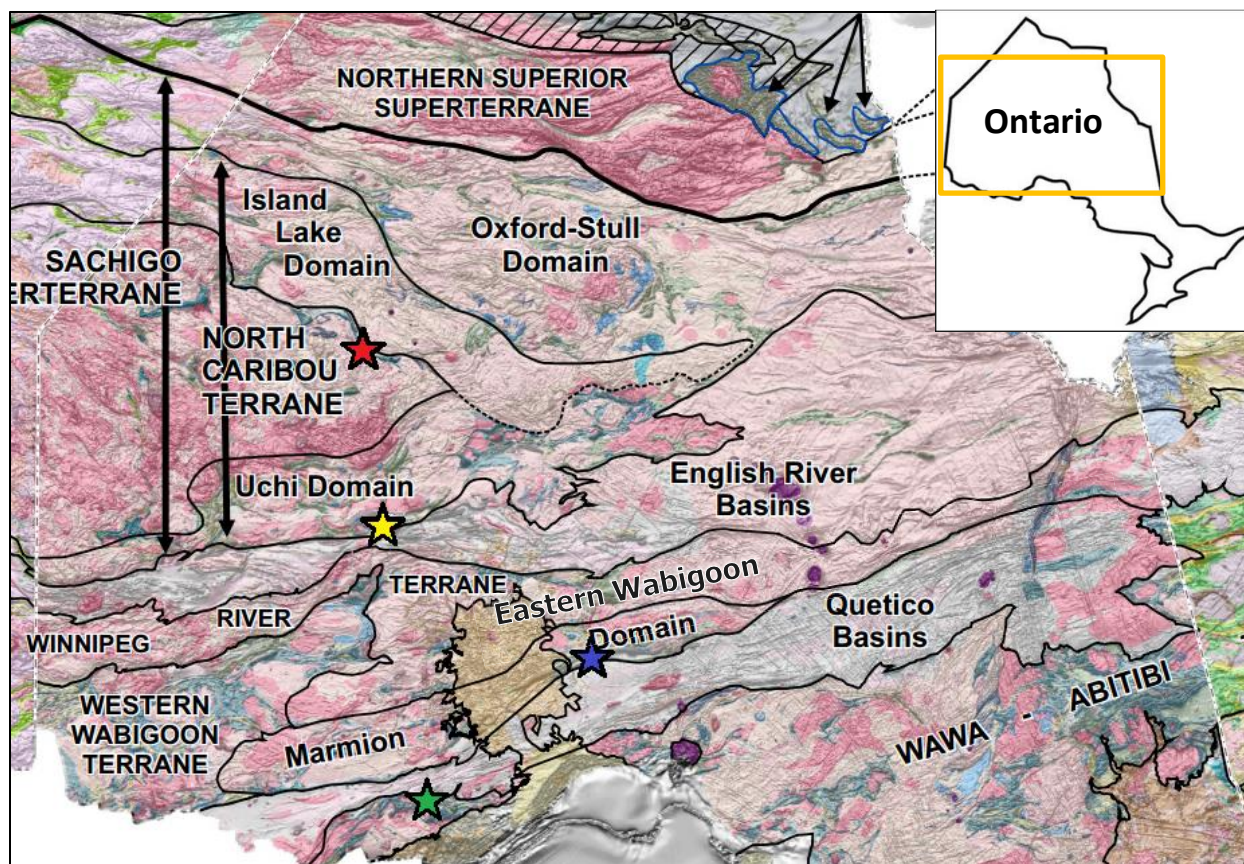 NORTHERN SUPERIOR
SUPERTERRANE
Ontario
Island
Lake
Domain
Oxford-Stull
Domain
SACHIGO
ERTERRANE
NORTH
CARIBOU
TERRANE
Uchi Domain
English River
Basins
TERRANE
Eastern Wabigoon
Domain
RIVER
WINNIPEG
Quetico
Basins
WESTERN
WABIGOON
TERRANE
Marmion
WAWA - ABITIBI